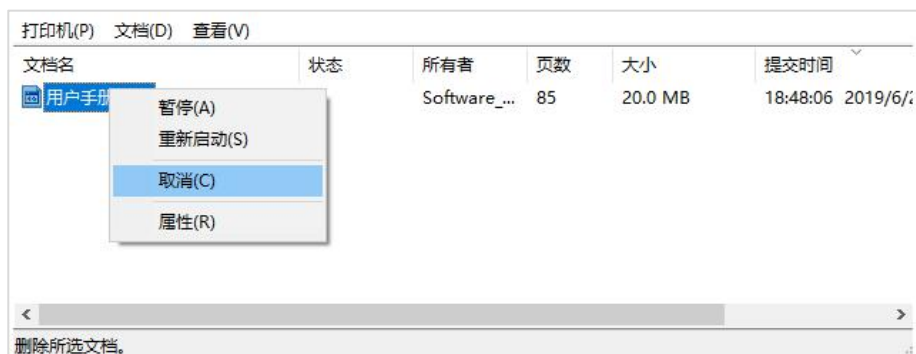 打印机(P) 文档(D) 查看(V)
文档名 状态 所有者 页数 大小 提交时间
用户手册 Software_... 85 20.0 MB 18:48:06 2019/6/
暂停(A)
重新启动(S)
取消(C)
属性(R)
删除所选文档。